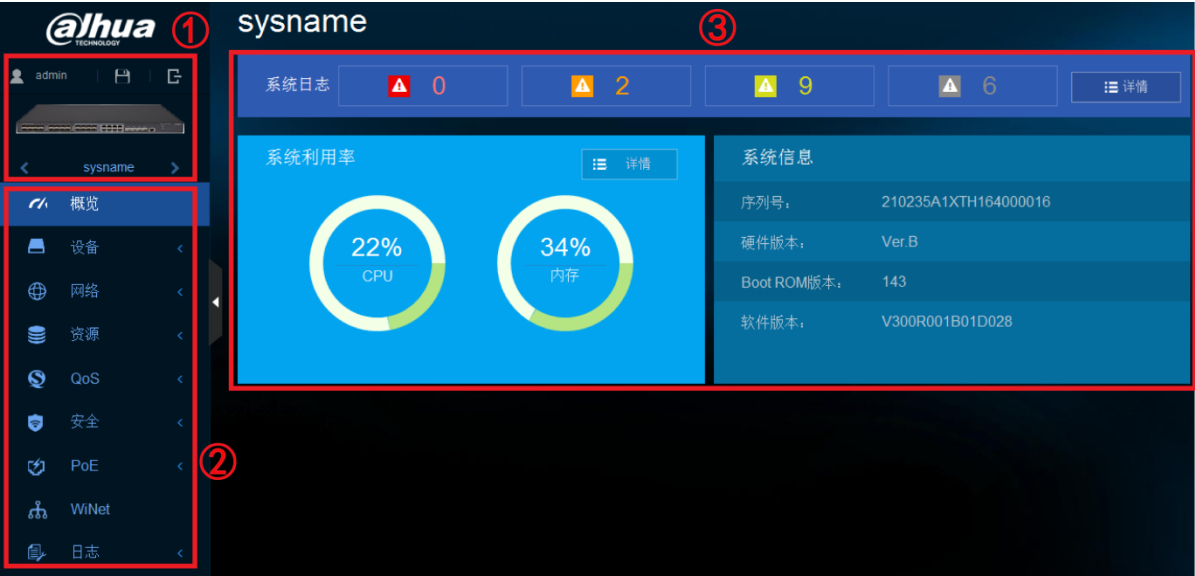 alhua
TECHNOLOGY
①
sysname
③
admin
系统日志
0
2
9
6
详情
sysname
系统利用率
详情
系统信息
22%
CPU
34%
内存
序列号：
210235A1XTH164000016
硬件版本：
Ver.B
Boot ROM版本：
143
软件版本：
V300R001B01D028
概览
设备
网络
资源
QoS
安全
PoE
②
WiNet
日志